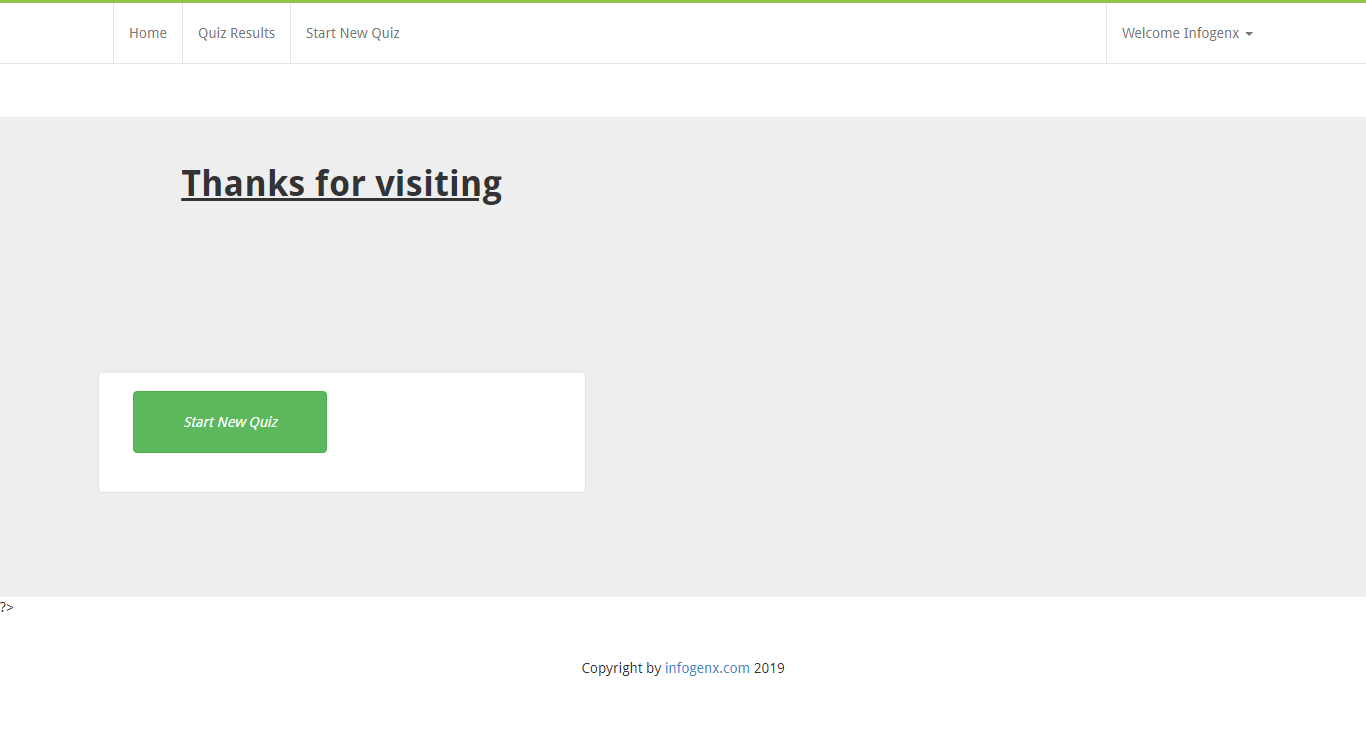 Home Quiz Results Start New Quiz Welcome Infogenx
Thanks for visiting
Start New Quiz
?>
Copyright by infogenx.com 2019